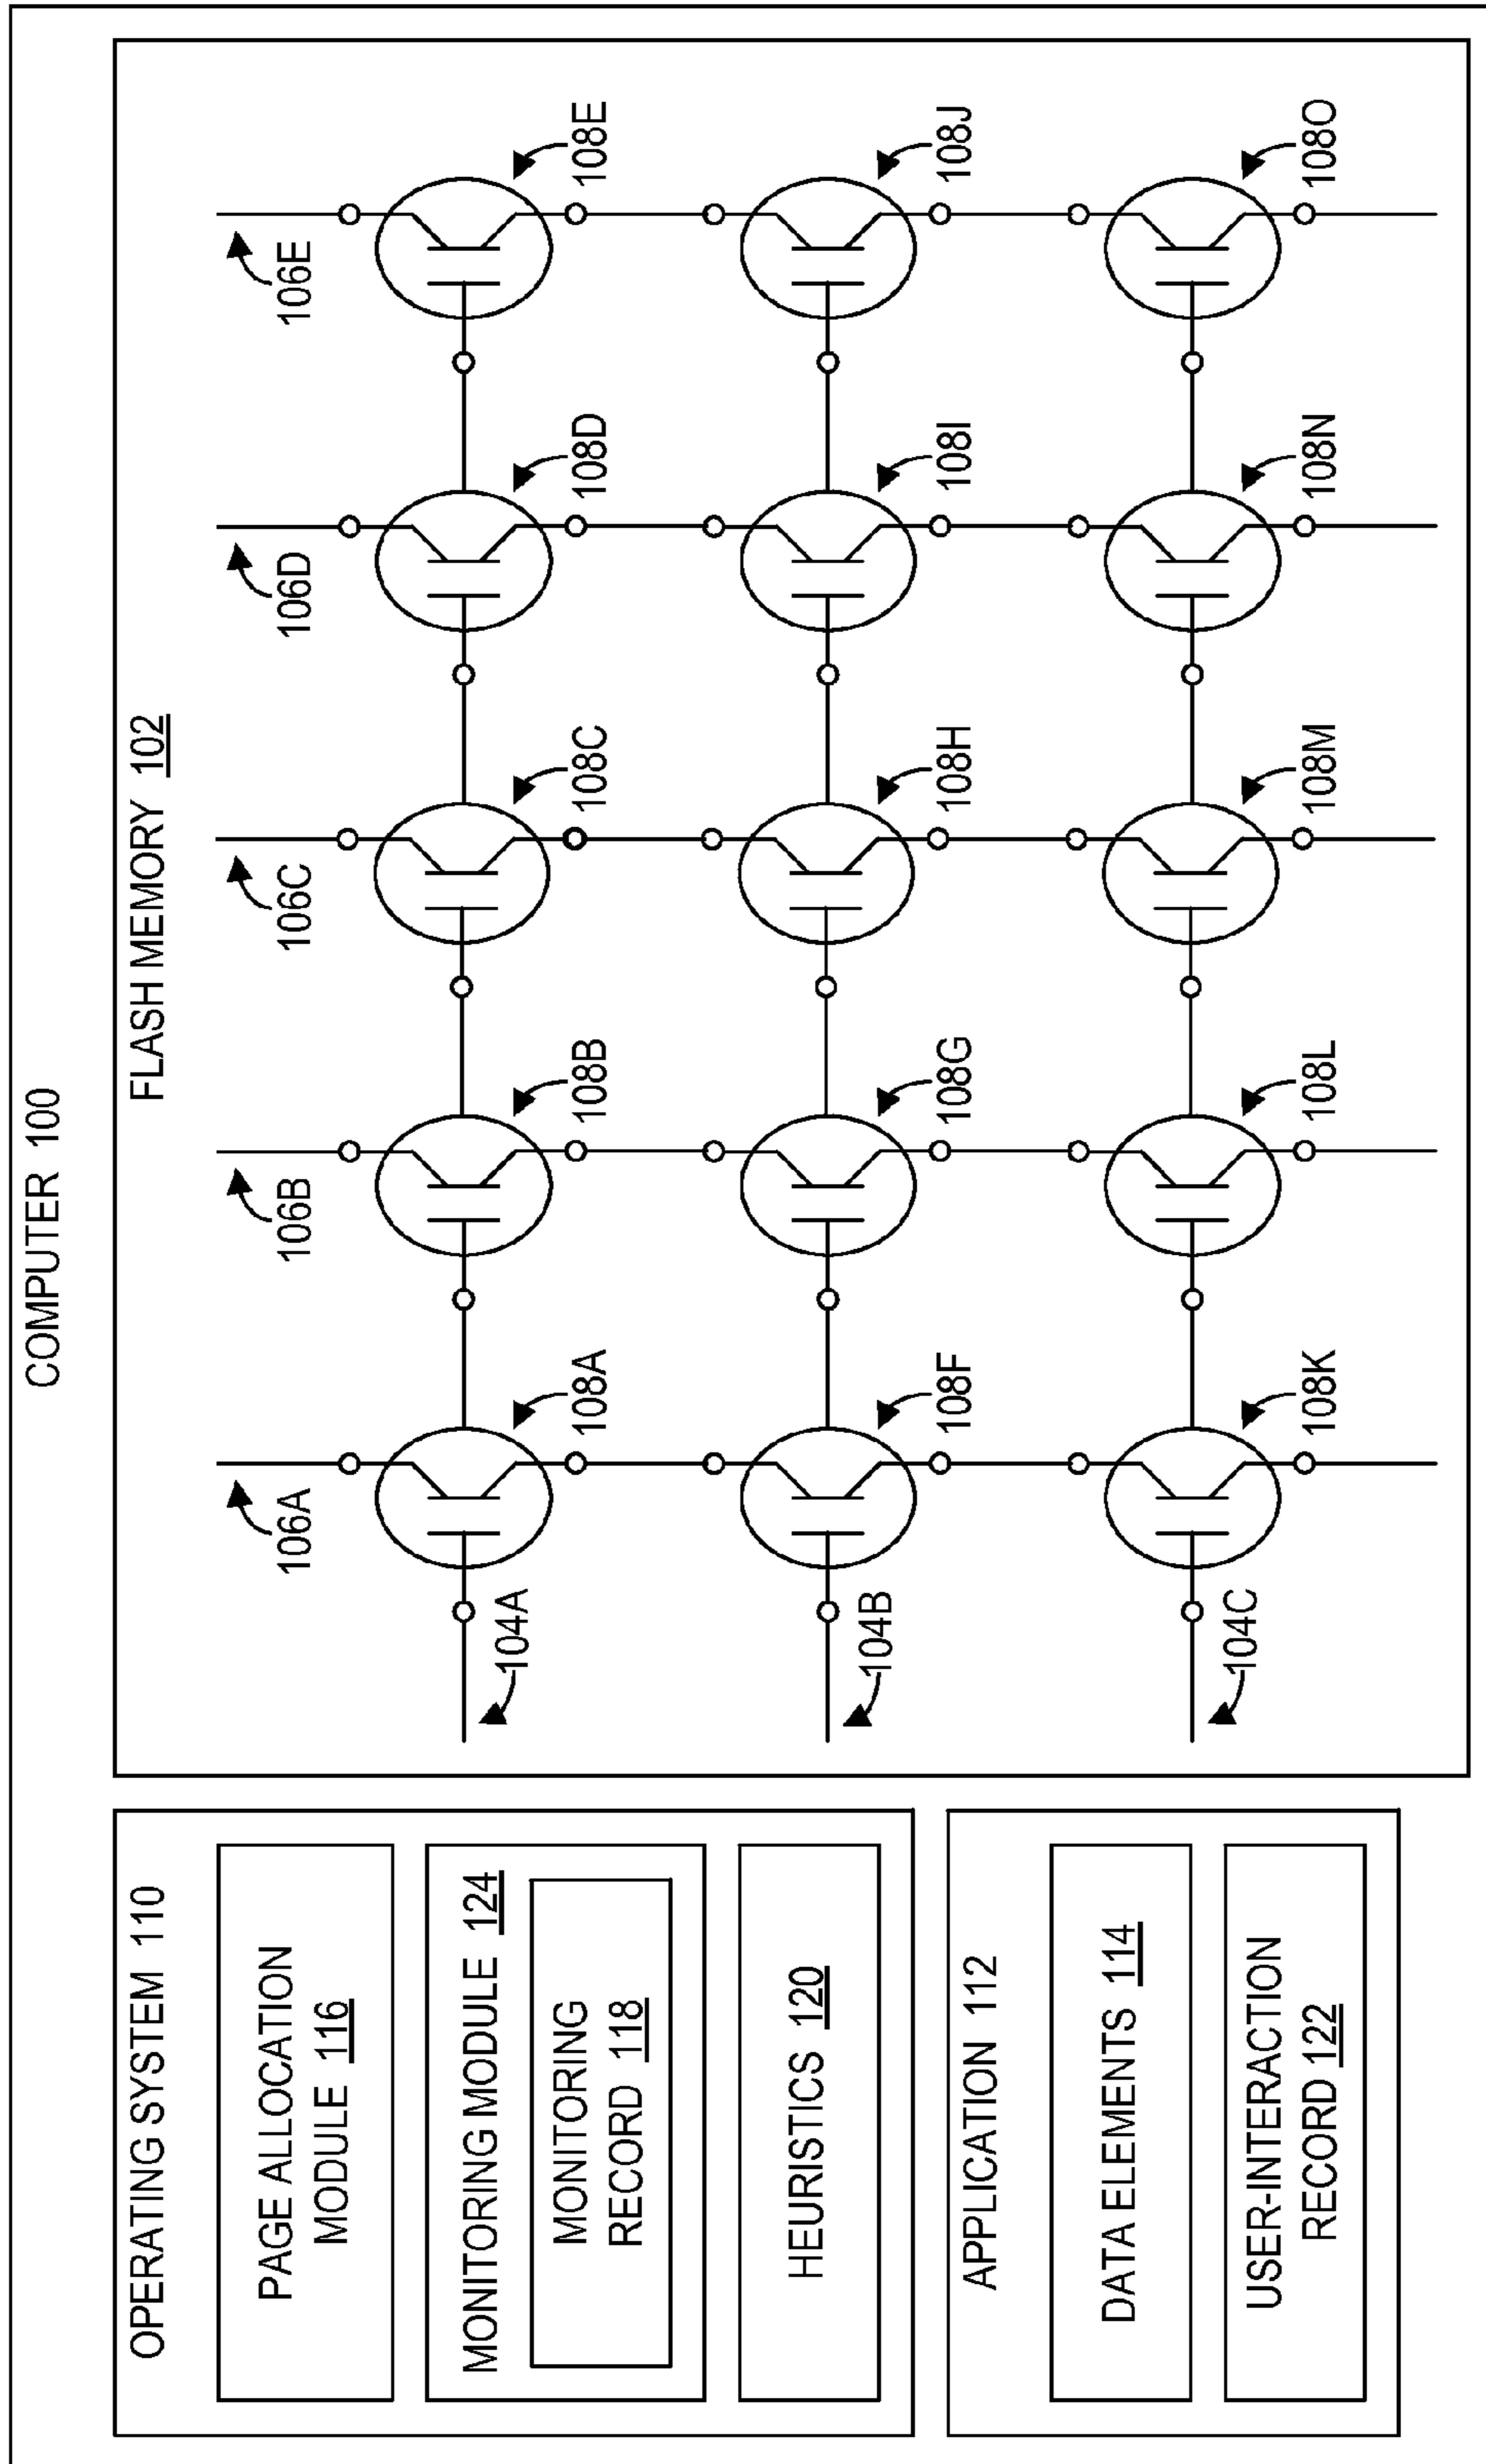 COMPUTER 100
OPERATING SYSTEM 110
PAGE ALLOCATION
MODULE 116
MONITORING MODULE 124
MONITORING
RECORD 118
HEURISTICS 120
APPLICATION 112
DATA ELEMENTS 114
USER-INTERACTION
RECORD 122
FLASH MEMORY 102
106A
106B
106C
106D
106E
104A
108A
108B
108C
108D
108E
104B
108F
108G
108H
108I
108J
104C
108K
108L
108M
108N
108O